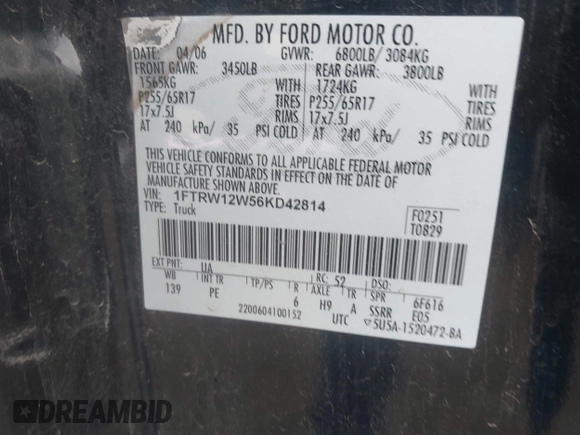 MFD. BY FORD MOTOR CO.
DATE: 04/06 GVWR: 6800LB/ 3084KG
FRONT GAWR: 3450LB REAR GAWR: 3800LB
1565KG WITH 1724KG WITH
P255/65R17 TIRES P255/65R17 TIRES
17x7.5J RIMS 17x7.5J RIMS
AT 240 kPa/ 35 PSI COLD AT 240 kPa/ 35 PSI COLD
THIS VEHICLE CONFORMS TO ALL APPLICABLE FEDERAL MOTOR
VEHICLE SAFETY STANDARDS IN EFFECT ON THE DATE OF
MANUFACTURE SHOWN ABOVE.
VIN: 1FTRW12W56KD42814
TYPE: Truck
F0251
T0829
EXT PNT: UA RC: 52 DSO:
WB INT TR TP/PS R AXLE TR SPR 6F616
139 PE 6 H9 A SSRR E05
2200604100152 UTC ▽5U5A-1520472-BA
Ford
DREAMBID